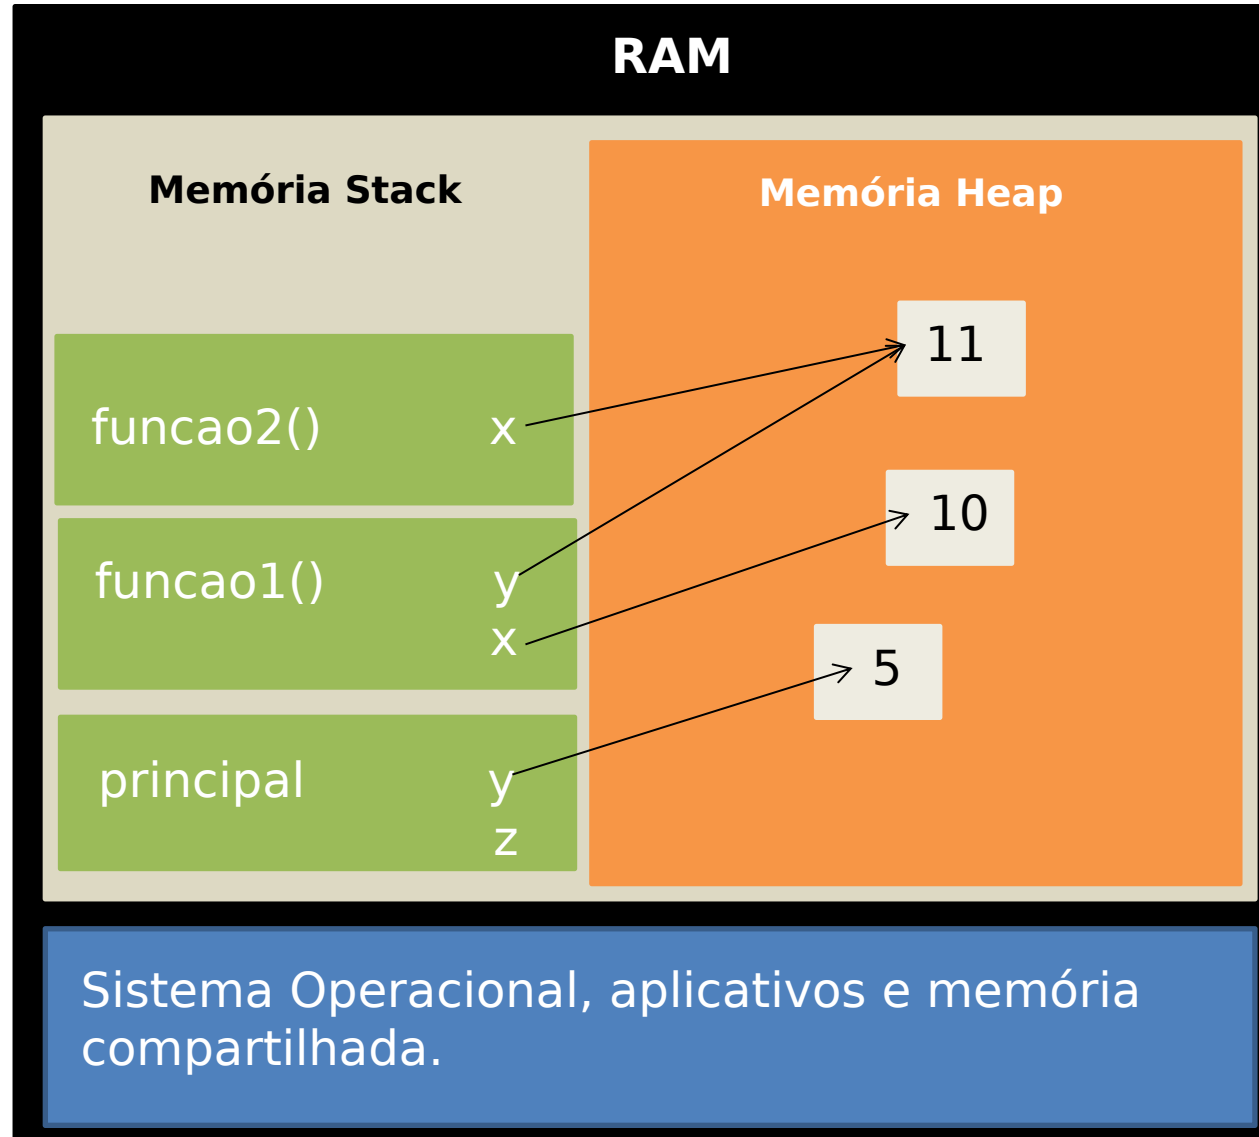 RAM
Memória Stack
Memória Heap
funcao2() x
11
10
funcao1() y
x
5
principal y
z
Sistema Operacional, aplicativos e memória
compartilhada.